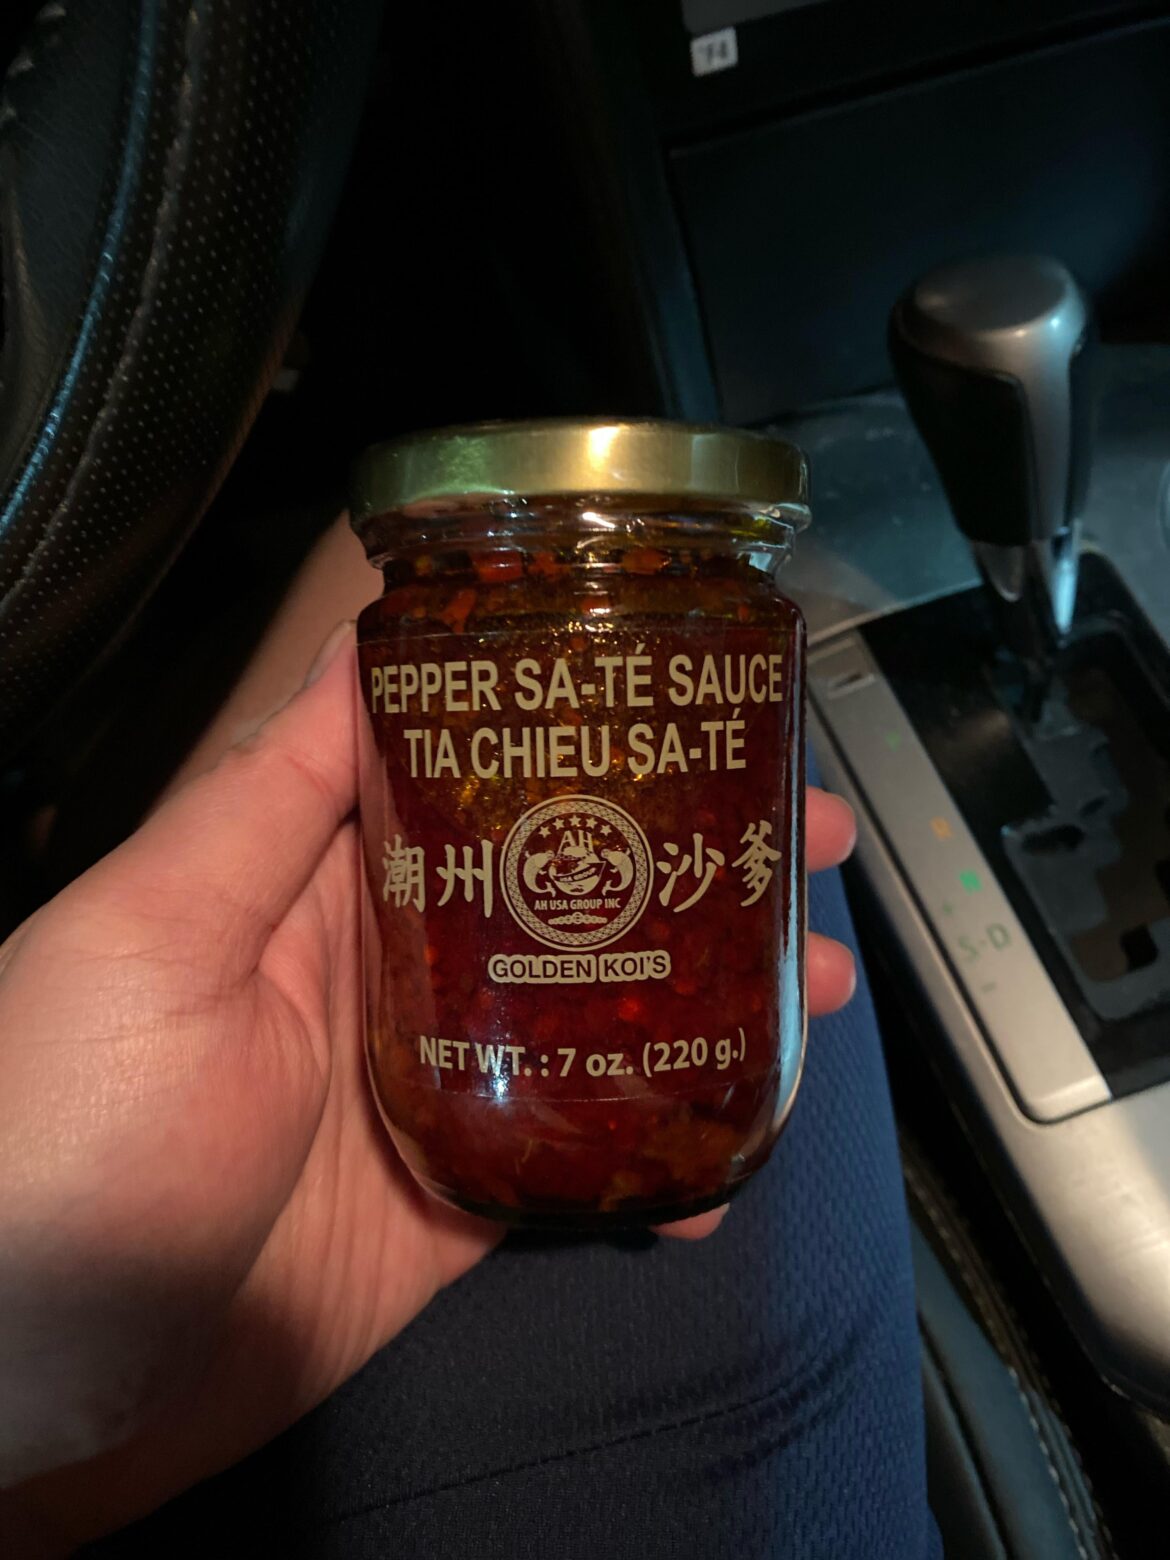 PEPPER SA-TÉ SAUCE
TIA CHIEU SA-TÉ
潮州 沙爹
AH
AH USA GROUP INC
GOLDEN KOI'S
NET WT. : 7 oz. (220 g.)
N
+
S-D
-